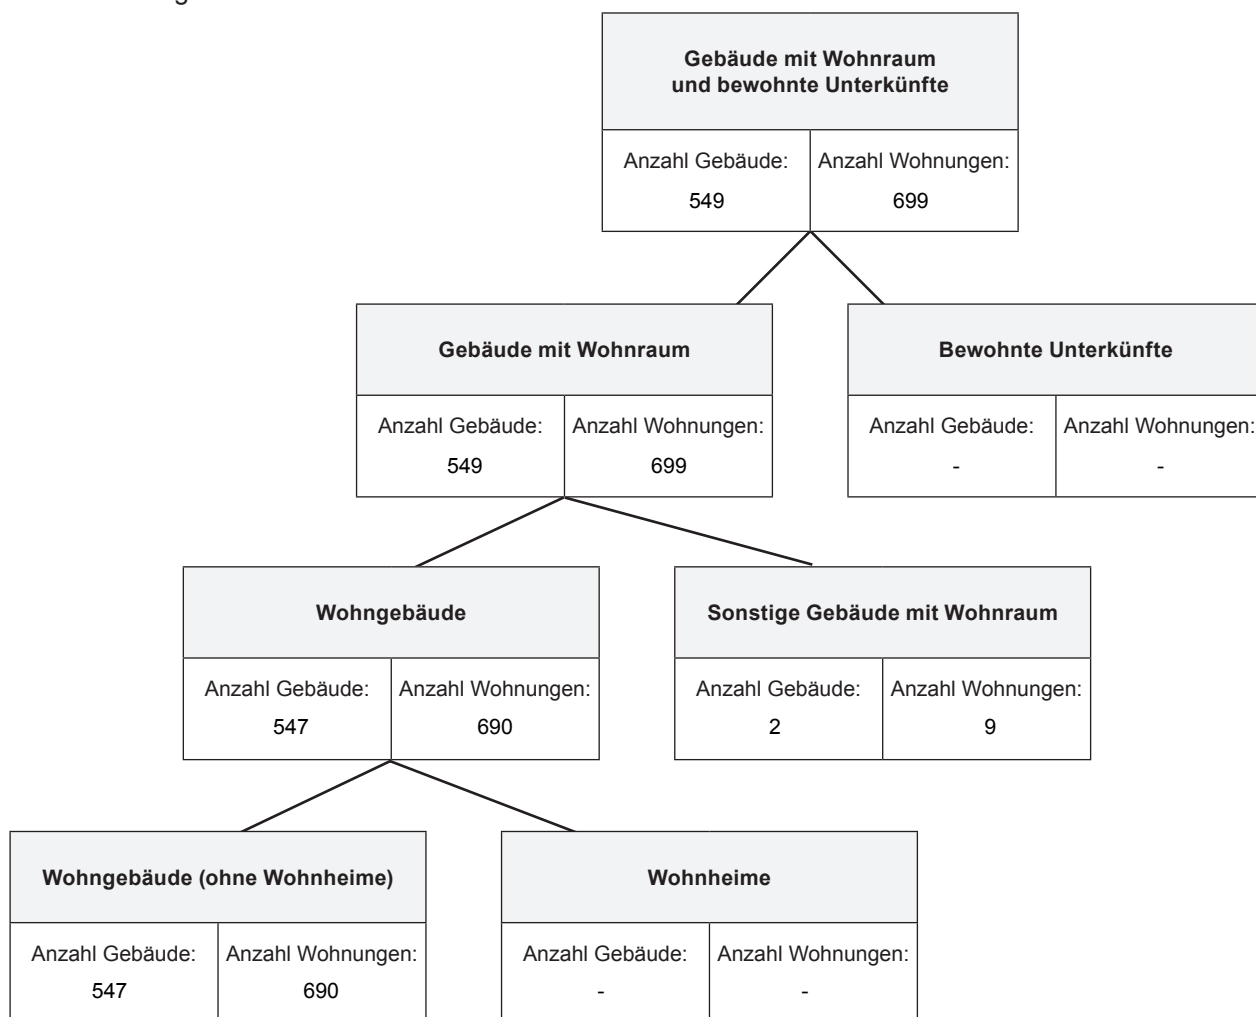 Gebäude mit Wohnraum
und bewohnte Unterkünfte
Anzahl Gebäude:
Anzahl Wohnungen:
549
699
Gebäude mit Wohnraum
Bewohnte Unterkünfte
Anzahl Gebäude:
Anzahl Wohnungen:
Anzahl Gebäude:
Anzahl Wohnungen:
549
699
-
-
Wohngebäude
Sonstige Gebäude mit Wohnraum
Anzahl Gebäude:
Anzahl Wohnungen:
Anzahl Gebäude:
Anzahl Wohnungen:
547
690
2
9
Wohngebäude (ohne Wohnheime)
Wohnheime
Anzahl Gebäude:
Anzahl Wohnungen:
Anzahl Gebäude:
Anzahl Wohnungen:
547
690
-
-